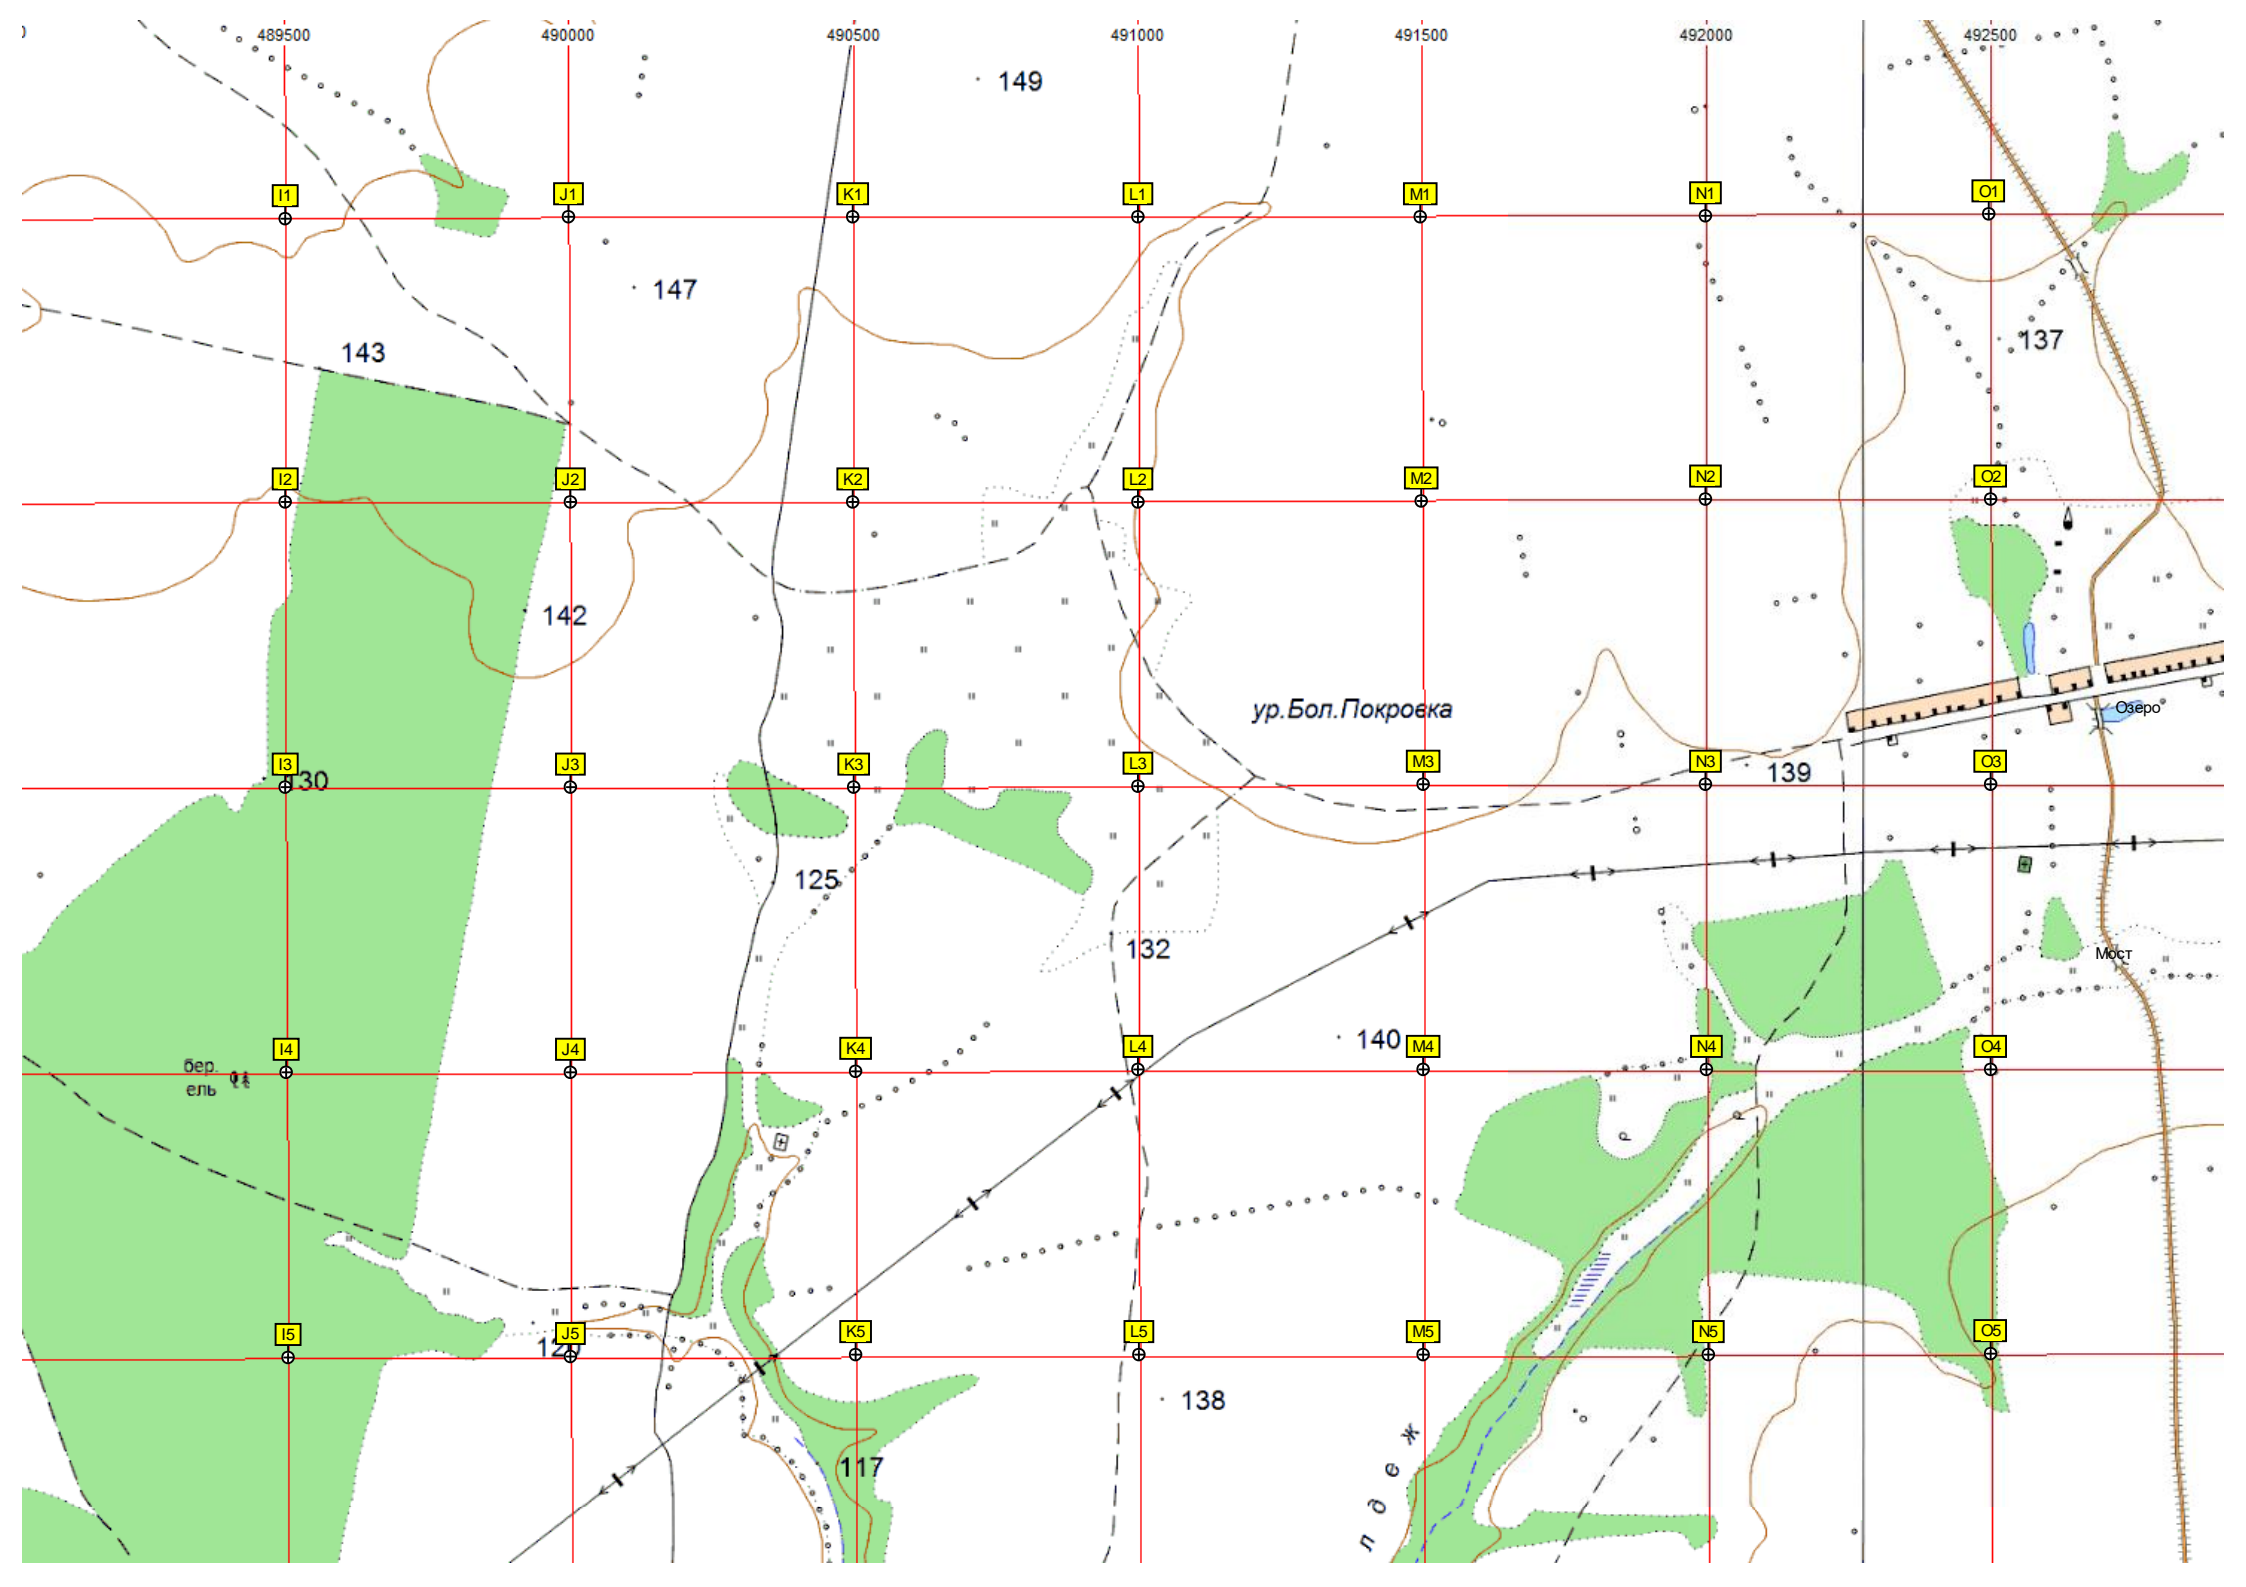 489500 490000 490500 491000 491500 492000 492500
149
I1 J1 K1 L1 M1 N1 O1
147
137
143
I2 J2 K2 L2 M2 N2 O2
142
ур.Бол.Покровка
Озеро
I3 J3 K3 L3 M3 N3 O3
139
125
132
Мост
140
I4 J4 K4 L4 M4 N4 O4
бер.
ель
I5 J5 K5 L5 M5 N5 O5
138
117
л д е ж